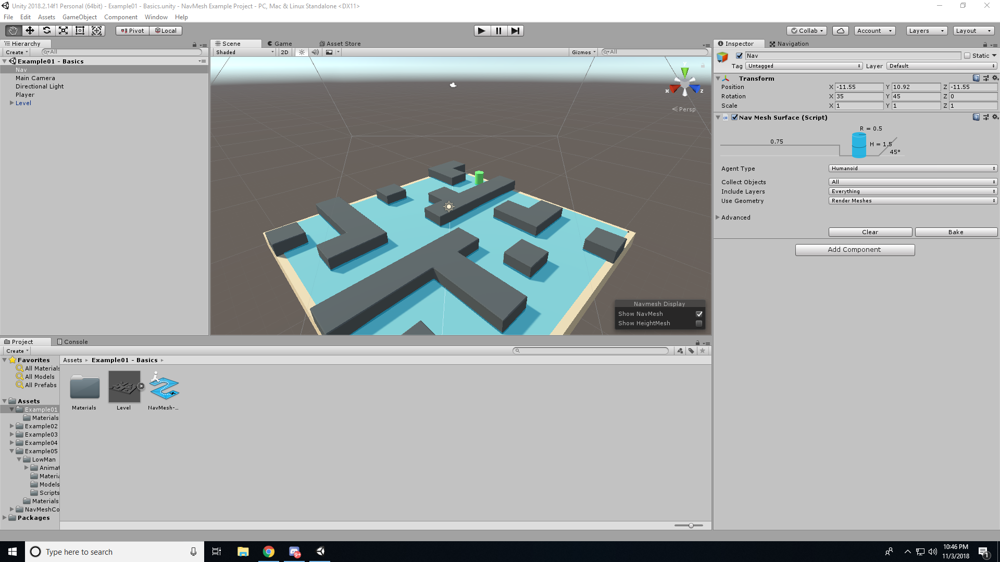 Unity 2018.2.14f1 Personal (64bit) - Example01 - Basics.unity - NavMesh Example Project - PC, Mac & Linux Standalone <DX11>
File Edit Assets GameObject Component Window Help
Pivot Local Collab Account Layers Layout
Hierarchy
Create All
Example01 - Basics
Nav
Main Camera
Directional Light
Player
Level
Scene Game Asset Store
Shaded 2D Gizmos All
y
x z
Persp
Navmesh Display
Show NavMesh
Show HeightMesh
Inspector Navigation
Nav Static
Tag Untagged Layer Default
Transform
Position X -11.55 Y 10.92 Z -11.55
Rotation X 35 Y 45 Z 0
Scale X 1 Y 1 Z 1
Nav Mesh Surface (Script)
R = 0.5
0.75 H = 1.5
45°
Agent Type Humanoid
Collect Objects All
Include Layers Everything
Use Geometry Render Meshes
Advanced
Clear Bake
Add Component
Project Console
Create
Favorites
All Materials
All Models
All Prefabs
Assets
Example01
Materials
Example02
Example03
Example04
Example05
LowMan
Animat
Materia
Models
Scripts
Materials
NavMeshCo
Packages
Assets Example01 - Basics
Materials Level NavMesh-...
Type here to search
9+
10:46 PM
11/3/2018
1